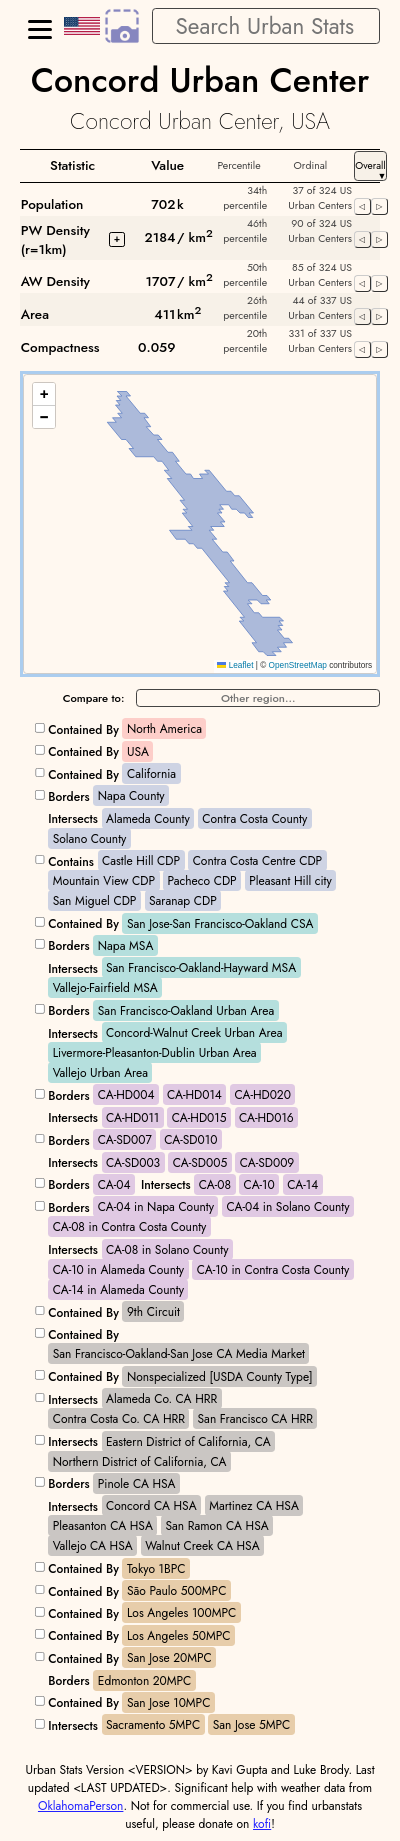 Search Urban Stats
Concord Urban Center
Concord Urban Center, USA
Statistic Value Percentile Ordinal Overall ▼
Population 702k 34th percentile 37 of 324 US Urban Centers ◁ ▷
PW Density (r=1km) + 2184 / km² 46th percentile 90 of 324 US Urban Centers ◁ ▷
AW Density 1707 / km² 50th percentile 85 of 324 US Urban Centers ◁ ▷
Area 411 km² 26th percentile 44 of 337 US Urban Centers ◁ ▷
Compactness 0.059 20th percentile 331 of 337 US Urban Centers ◁ ▷
+
−
Leaflet | © OpenStreetMap contributors
Compare to: Other region...
Contained By North America
Contained By USA
Contained By California
Borders Napa County
Intersects Alameda County Contra Costa County
Solano County
Contains Castle Hill CDP Contra Costa Centre CDP
Mountain View CDP Pacheco CDP Pleasant Hill city
San Miguel CDP Saranap CDP
Contained By San Jose-San Francisco-Oakland CSA
Borders Napa MSA
Intersects San Francisco-Oakland-Hayward MSA
Vallejo-Fairfield MSA
Borders San Francisco-Oakland Urban Area
Intersects Concord-Walnut Creek Urban Area
Livermore-Pleasanton-Dublin Urban Area
Vallejo Urban Area
Borders CA-HD004 CA-HD014 CA-HD020
Intersects CA-HD011 CA-HD015 CA-HD016
Borders CA-SD007 CA-SD010
Intersects CA-SD003 CA-SD005 CA-SD009
Borders CA-04 Intersects CA-08 CA-10 CA-14
Borders CA-04 in Napa County CA-04 in Solano County
CA-08 in Contra Costa County
Intersects CA-08 in Solano County
CA-10 in Alameda County CA-10 in Contra Costa County
CA-14 in Alameda County
Contained By 9th Circuit
Contained By
San Francisco-Oakland-San Jose CA Media Market
Contained By Nonspecialized [USDA County Type]
Intersects Alameda Co. CA HRR
Contra Costa Co. CA HRR San Francisco CA HRR
Intersects Eastern District of California, CA
Northern District of California, CA
Borders Pinole CA HSA
Intersects Concord CA HSA Martinez CA HSA
Pleasanton CA HSA San Ramon CA HSA
Vallejo CA HSA Walnut Creek CA HSA
Contained By Tokyo 1BPC
Contained By São Paulo 500MPC
Contained By Los Angeles 100MPC
Contained By Los Angeles 50MPC
Contained By San Jose 20MPC
Borders Edmonton 20MPC
Contained By San Jose 10MPC
Intersects Sacramento 5MPC San Jose 5MPC
Urban Stats Version <VERSION> by Kavi Gupta and Luke Brody. Last
updated <LAST UPDATED>. Significant help with weather data from
OklahomaPerson. Not for commercial use. If you find urbanstats
useful, please donate on kofi!